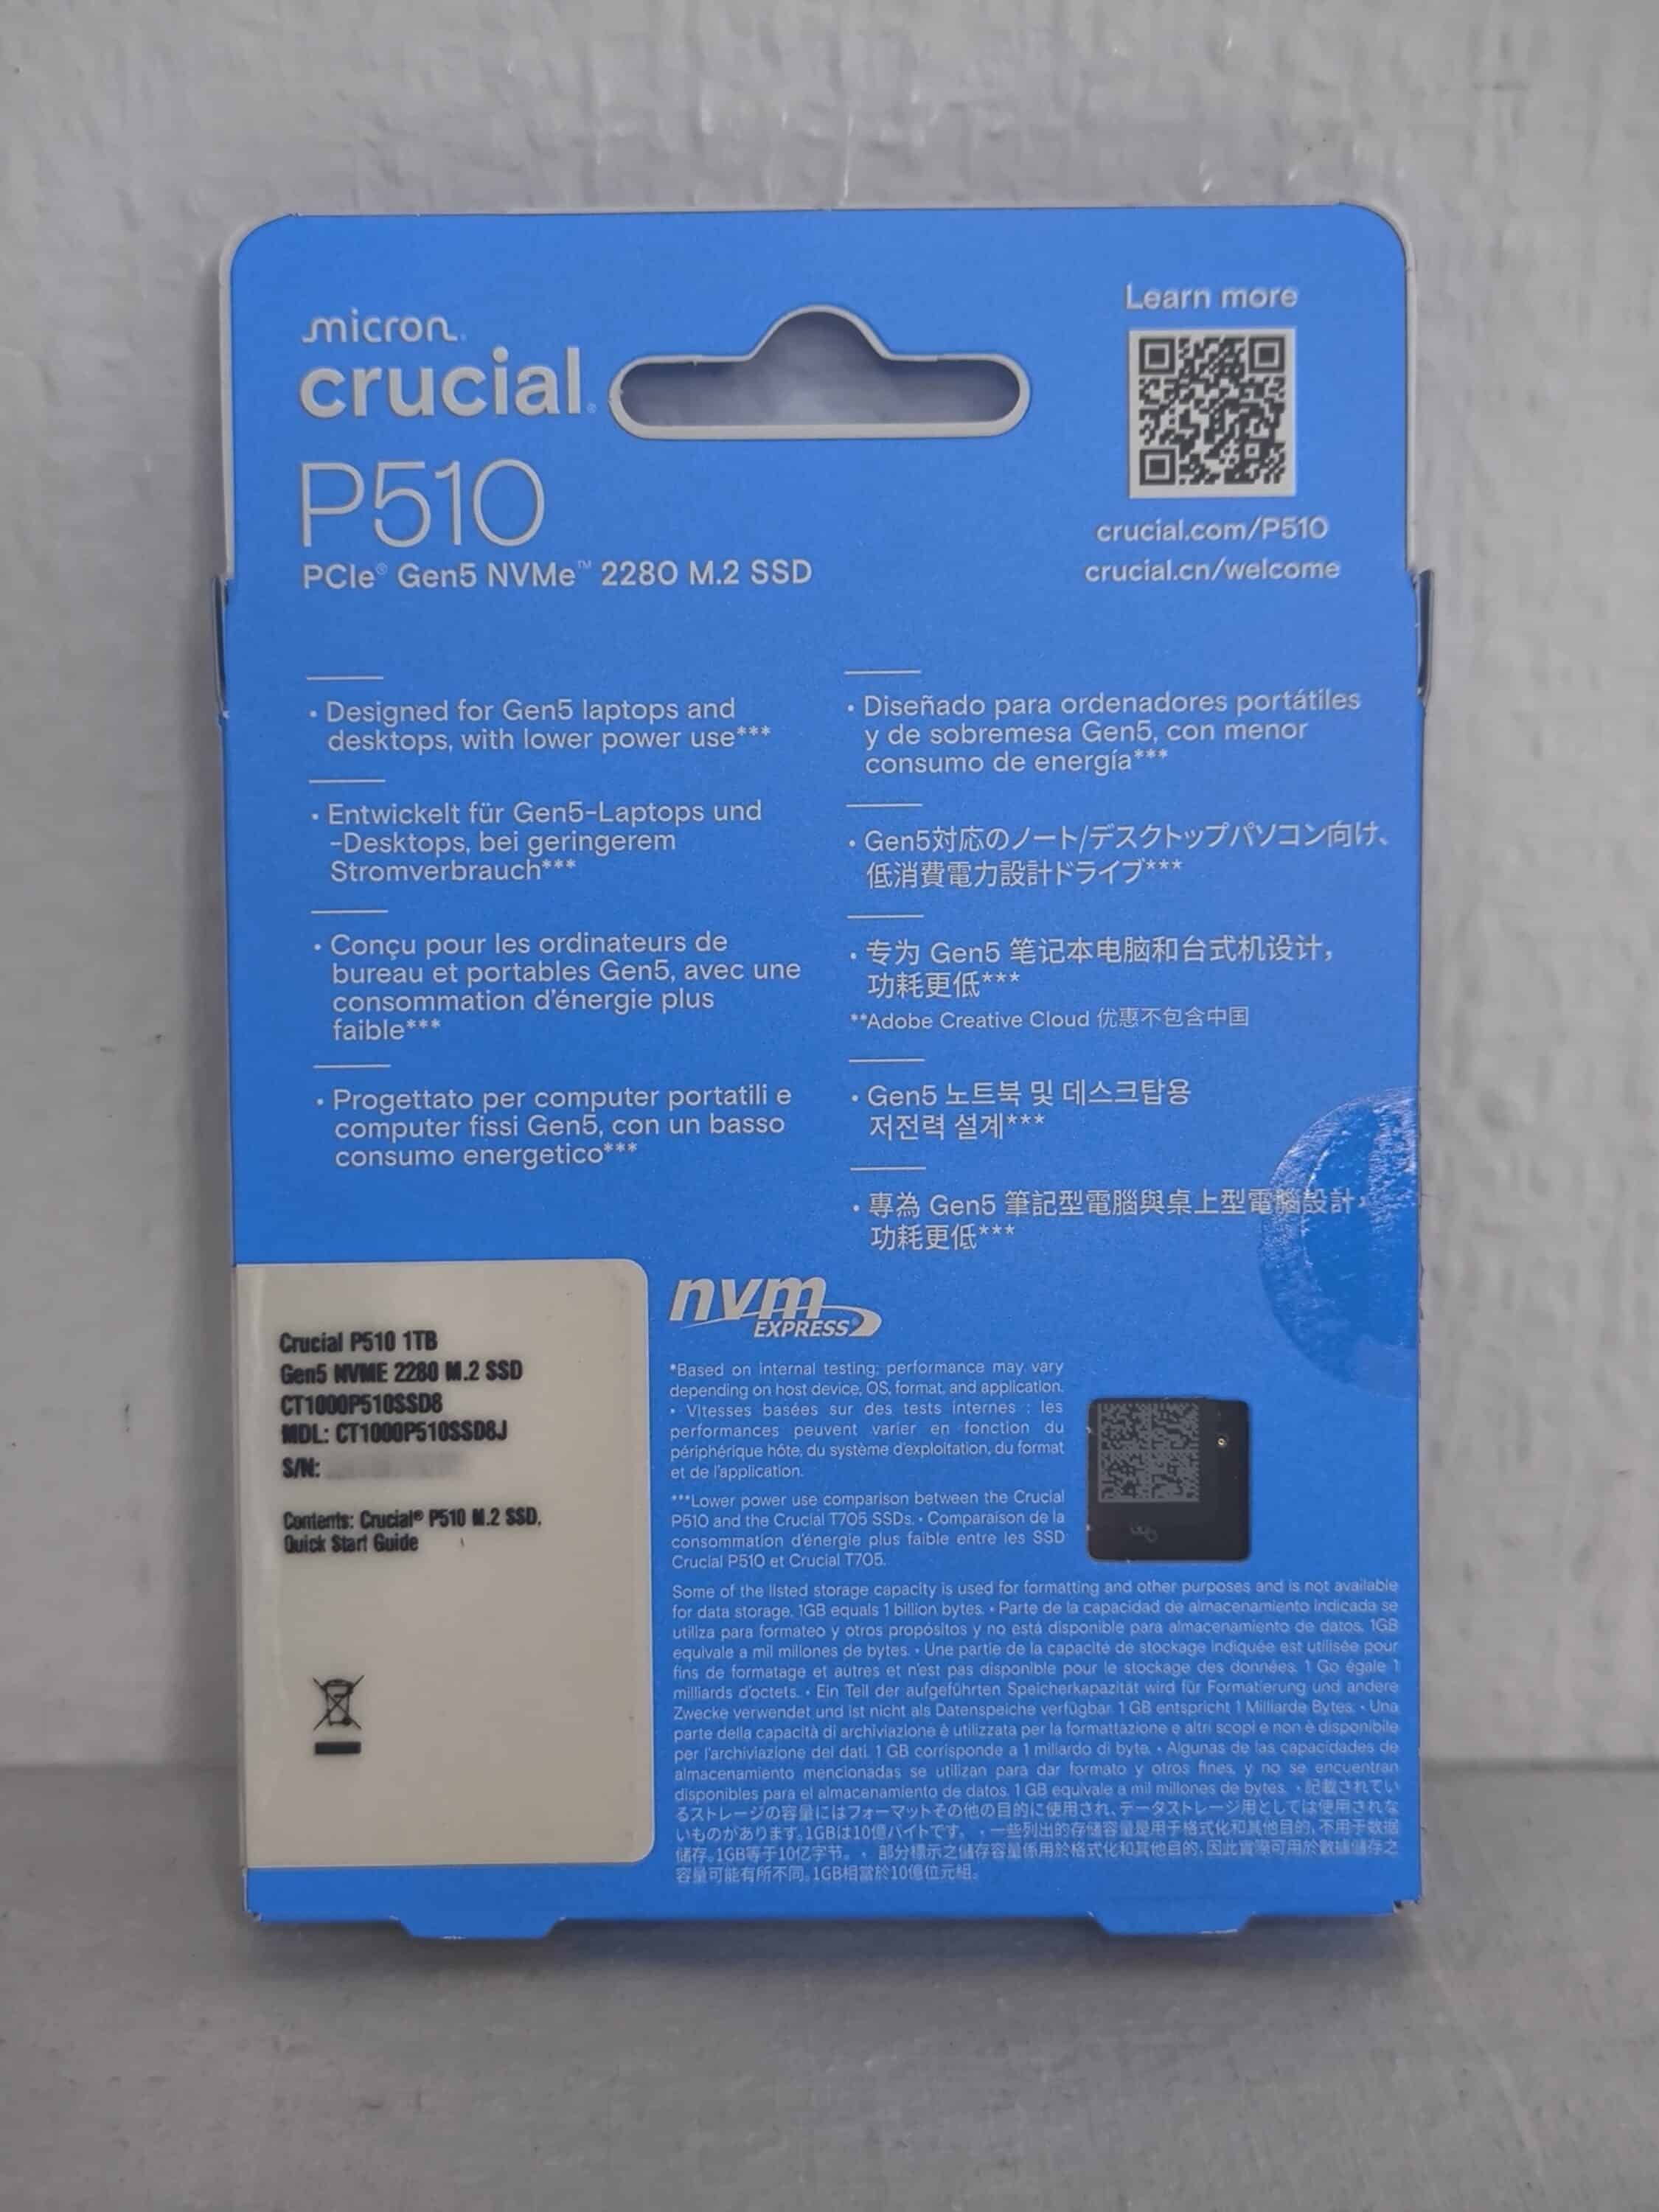 micron
crucial
P510
PCIe® Gen5 NVMe™ 2280 M.2 SSD
Learn more
crucial.com/P510
crucial.cn/welcome
• Designed for Gen5 laptops and
desktops, with lower power use***
• Entwickelt für Gen5-Laptops und
-Desktops, bei geringerem
Stromverbrauch***
• Conçu pour les ordinateurs de
bureau et portables Gen5, avec une
consommation d'énergie plus
faible***
• Progettato per computer portatili e
computer fissi Gen5, con un basso
consumo energetico***
• Diseñado para ordenadores portátiles
y de sobremesa Gen5, con menor
consumo de energía***
• Gen5対応のノート/デスクトップパソコン向け、
低消費電力設計ドライブ***
• 专为 Gen5 笔记本电脑和台式机设计，
功耗更低***
**Adobe Creative Cloud 优惠不包含中国
• Gen5 노트북 및 데스크탑용
저전력 설계***
• 專為 Gen5 筆記型電腦與桌上型電腦設計，
功耗更低***
Crucial P510 1TB
Gen5 NVME 2280 M.2 SSD
CT1000P510SSD8
MDL: CT1000P510SSD8J
S/N:
Contents: Crucial® P510 M.2 SSD,
Quick Start Guide
nvm
EXPRESS
*Based on internal testing; performance may vary
depending on host device, OS, format, and application.
• Vitesses basées sur des tests internes ; les
performances peuvent varier en fonction du
périphérique hôte, du système d'exploitation, du format
et de l'application.
***Lower power use comparison between the Crucial
P510 and the Crucial T705 SSDs. • Comparaison de la
consommation d'énergie plus faible entre les SSD
Crucial P510 et Crucial T705.
Some of the listed storage capacity is used for formatting and other purposes and is not available
for data storage. 1GB equals 1 billion bytes. • Parte de la capacidad de almacenamiento indicada se
utiliza para formateo y otros propósitos y no está disponible para almacenamiento de datos. 1GB
equivale a mil millones de bytes. • Une partie de la capacité de stockage indiquée est utilisée pour
fins de formatage et autres et n'est pas disponible pour le stockage des données. 1 Go égale 1
milliards d'octets. • Ein Teil der aufgeführten Speicherkapazität wird für Formatierung und andere
Zwecke verwendet und ist nicht als Datenspeiche verfügbar. 1 GB entspricht 1 Milliarde Bytes. • Una
parte della capacità di archiviazione è utilizzata per la formattazione e altri scopi e non è disponibile
per l'archiviazione dei dati. 1 GB corrisponde a 1 miliardo di byte. • Algunas de las capacidades de
almacenamiento mencionadas se utilizan para dar formato y otros fines, y no se encuentran
disponibles para el almacenamiento de datos. 1 GB equivale a mil millones de bytes. • 記載されてい
るストレージの容量にはフォーマットその他の目的に使用され、データストレージ用としては使用されな
いものがあります。1GBは10億バイトです。 • 一些列出的存储容量是用于格式化和其他目的，不用于数据
储存。1GB等于10亿字节。 • 部分標示之儲存容量係用於格式化和其他目的，因此實際可用於數據儲存之
容量可能有所不同。1GB相當於10億位元組。